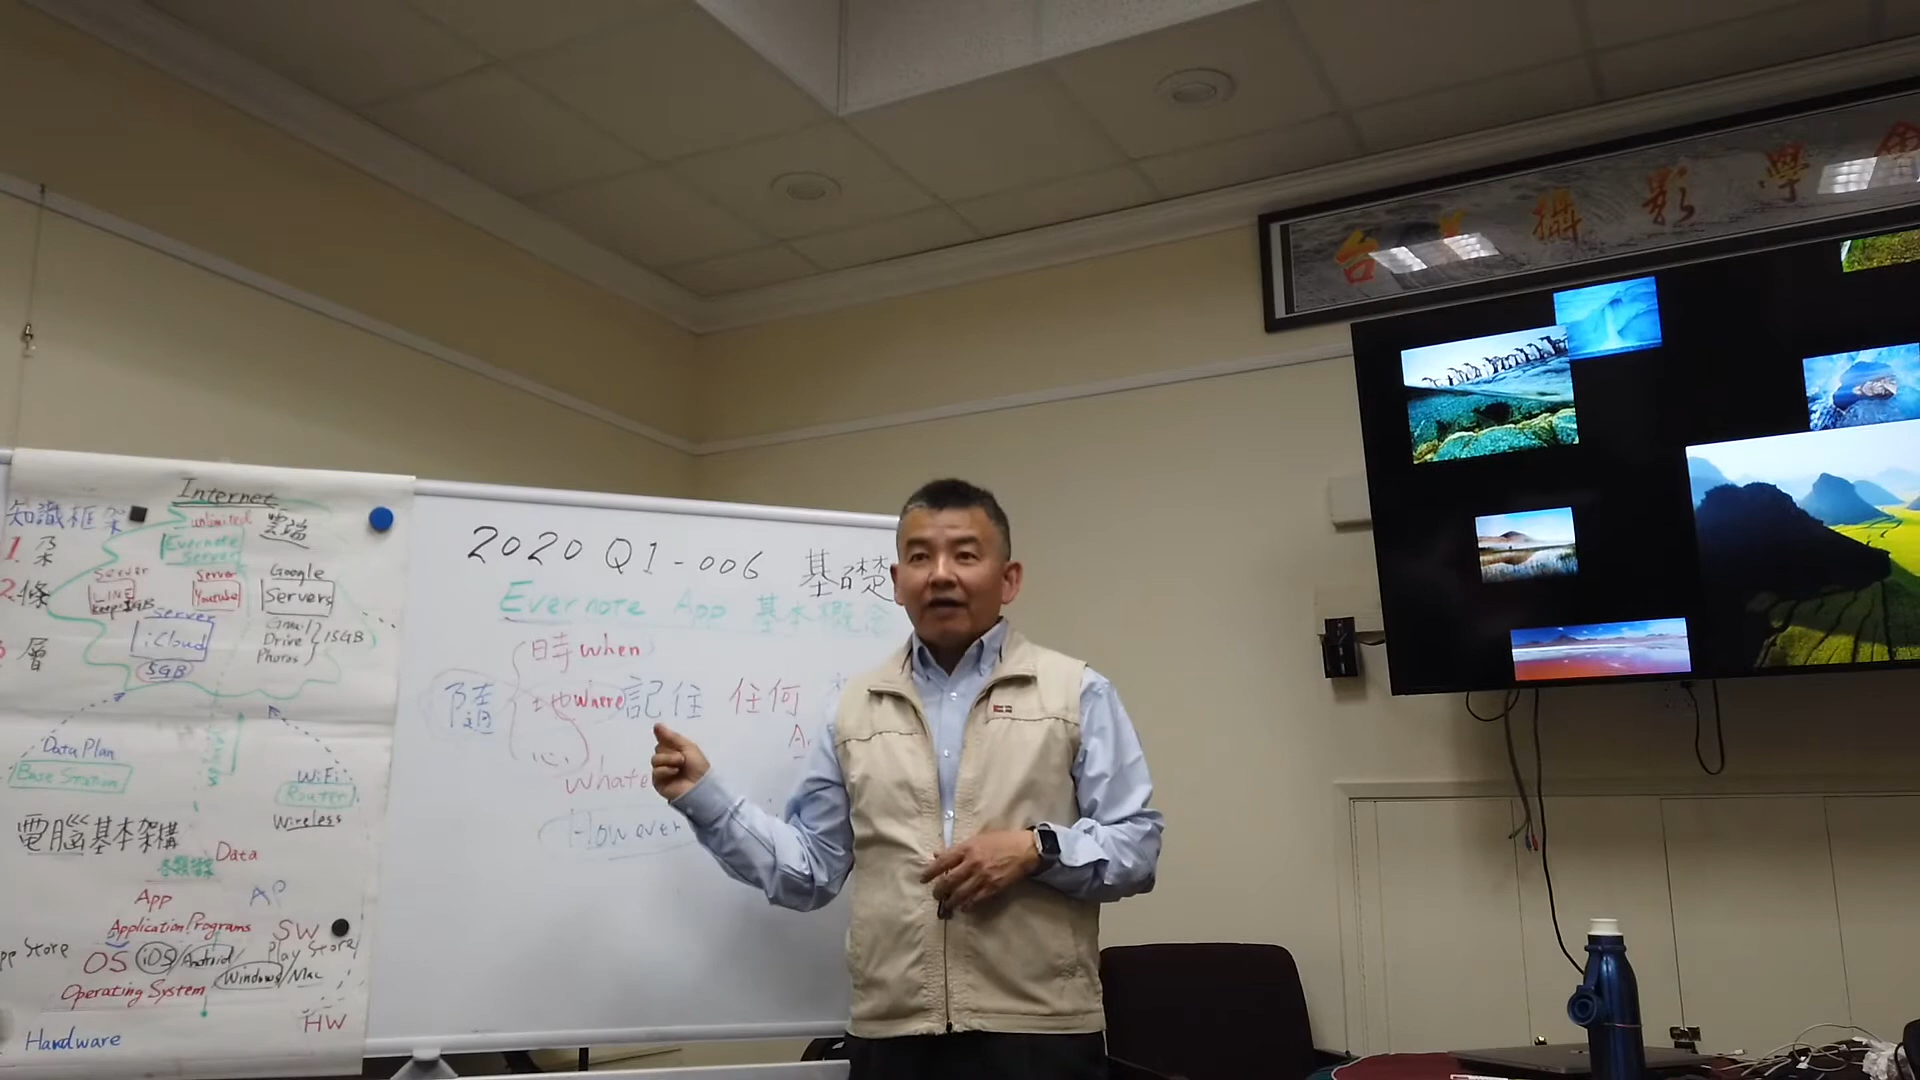 台 攝影學會
Internet
知識框架
unlimited
雲端
Evernote
Server
1. 朵
2. 條
層
Server
LINE
Server
Youtube
Google
Servers
Server
iCloud
5GB
Gmail
Drive
Photos
15GB
Data Plan
Base Station
WiFi
Router
Wireless
電腦基本架構
Data
App
AP
Application Programs
SW
pp Store
Play Store
OS iOS/Android
Windows/Mac
Operating System
HW
Hardware
2020 Q1-006 基礎
Evernote App 基本概念
時 when
隨 地 where 記住 任何
心
However